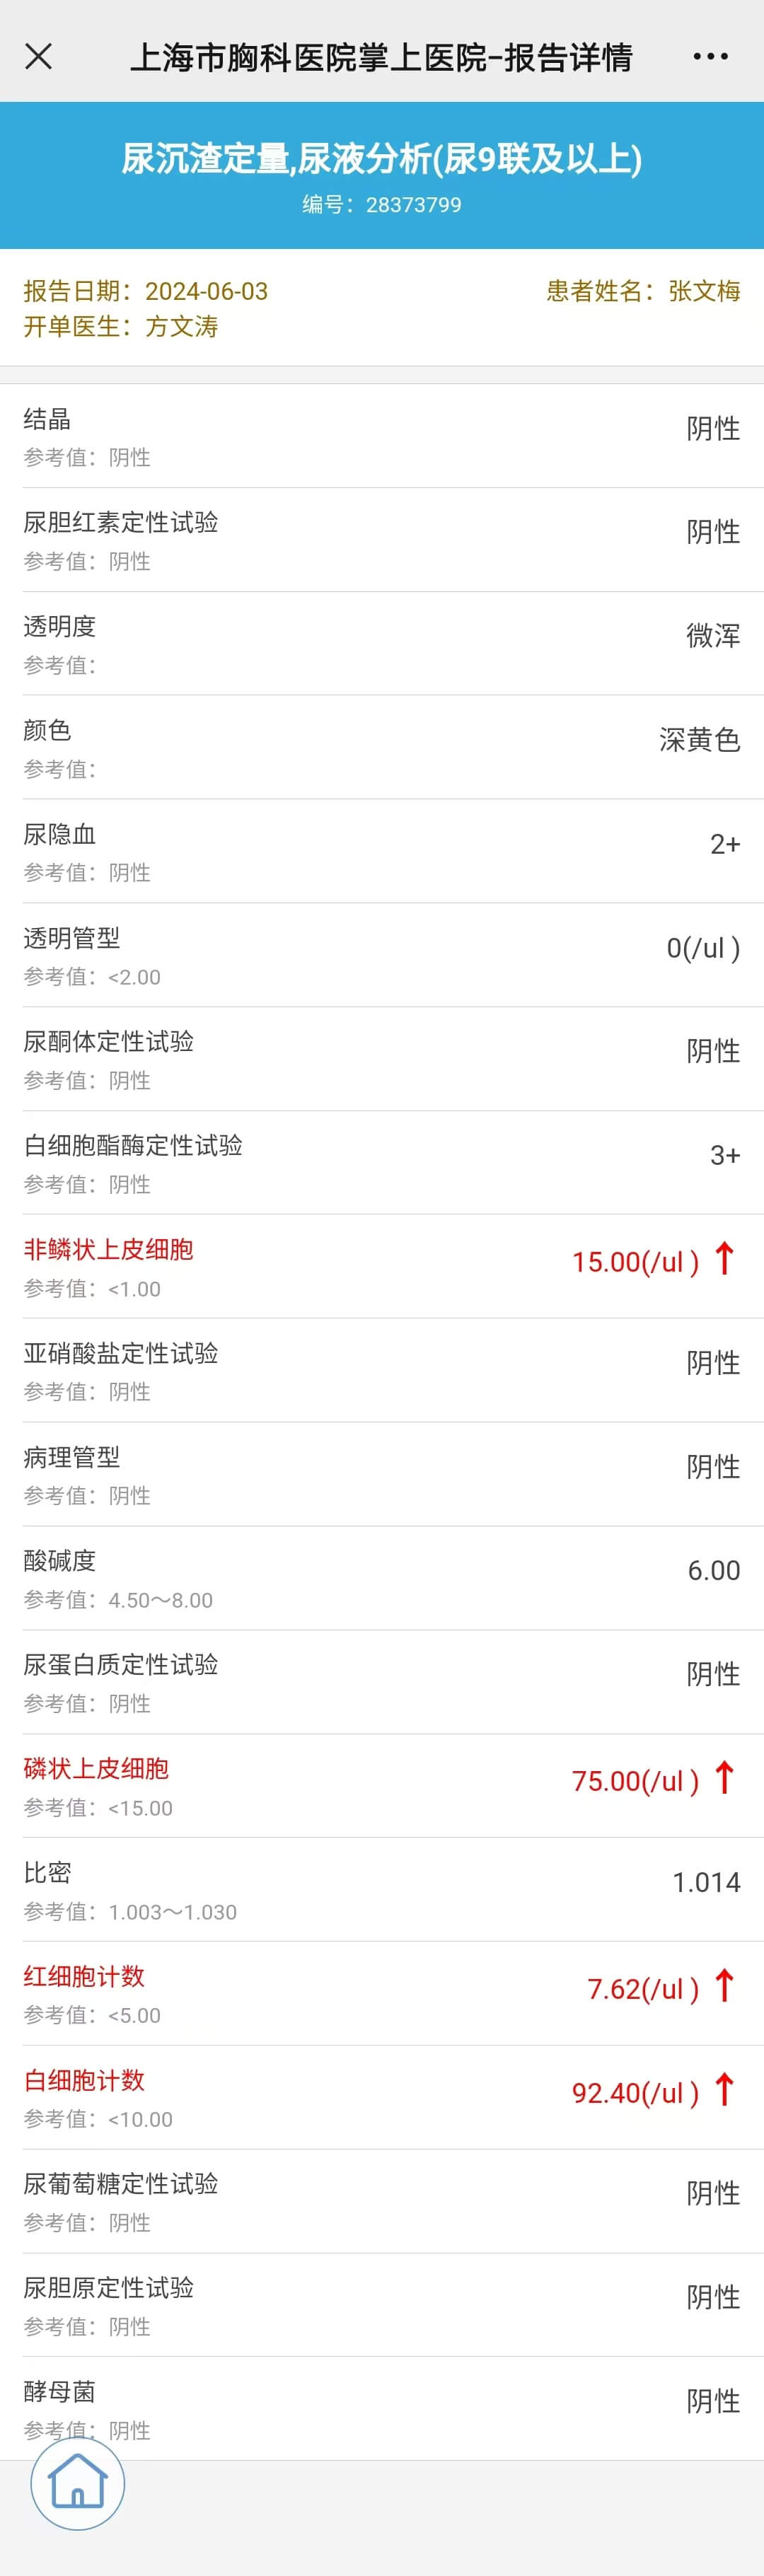 上海市胸科医院掌上医院-报告详情
尿沉渣定量,尿液分析(尿9联及以上)
编号：28373799
报告日期：2024-06-03 患者姓名：张文梅
开单医生：方文涛
结晶 阴性
参考值：阴性
尿胆红素定性试验 阴性
参考值：阴性
透明度 微浑
参考值：
颜色 深黄色
参考值：
尿隐血 2+
参考值：阴性
透明管型 0(/ul )
参考值：<2.00
尿酮体定性试验 阴性
参考值：阴性
白细胞酯酶定性试验 3+
参考值：阴性
非鳞状上皮细胞 15.00(/ul ) ↑
参考值：<1.00
亚硝酸盐定性试验 阴性
参考值：阴性
病理管型 阴性
参考值：阴性
酸碱度 6.00
参考值：4.50～8.00
尿蛋白质定性试验 阴性
参考值：阴性
磷状上皮细胞 75.00(/ul ) ↑
参考值：<15.00
比密 1.014
参考值：1.003～1.030
红细胞计数 7.62(/ul ) ↑
参考值：<5.00
白细胞计数 92.40(/ul ) ↑
参考值：<10.00
尿葡萄糖定性试验 阴性
参考值：阴性
尿胆原定性试验 阴性
参考值：阴性
酵母菌 阴性
参考值：阴性